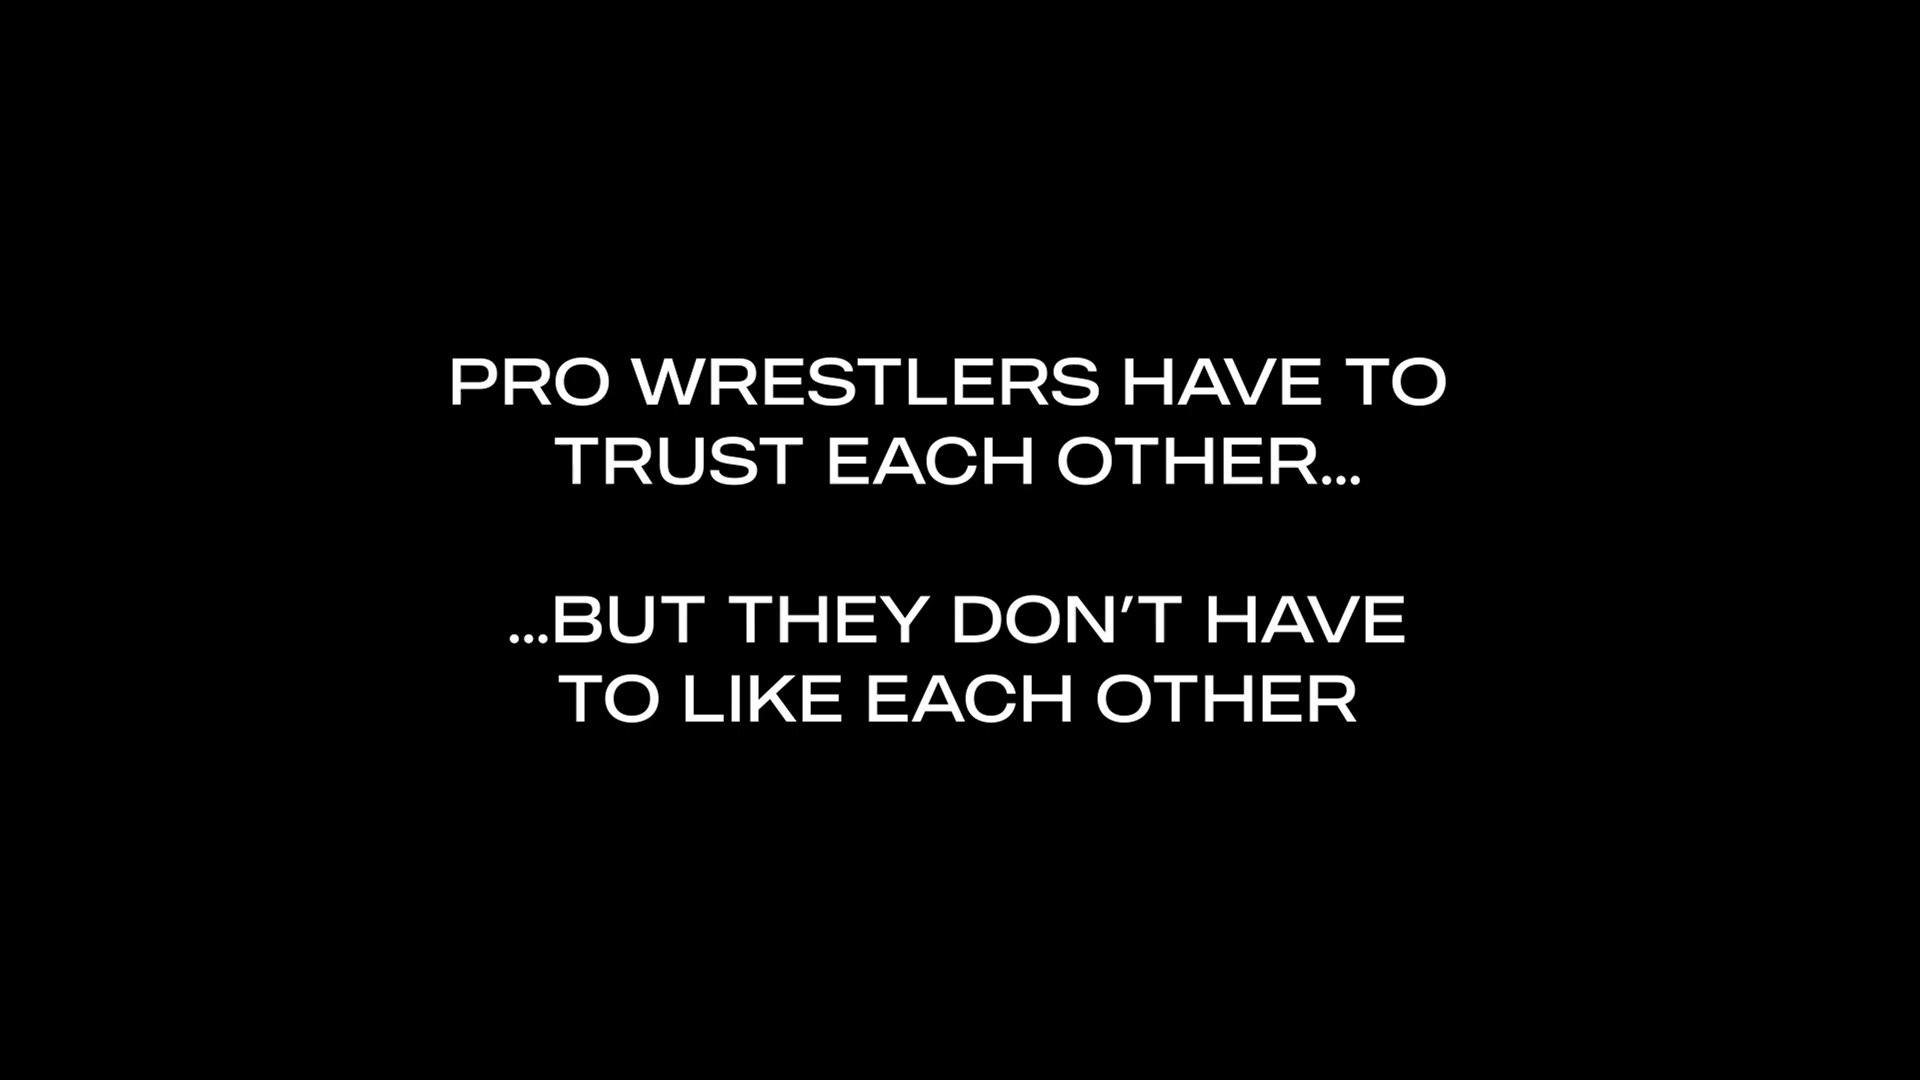 PRO WRESTLERS HAVE TO
TRUST EACH OTHER...
...BUT THEY DON'T HAVE
TO LIKE EACH OTHER